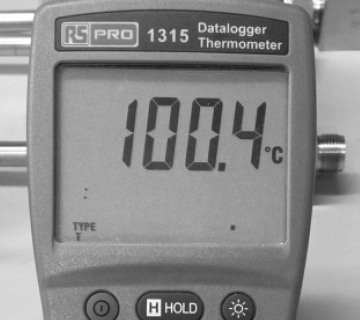 RS PRO 1315 Datalogger
Thermometer
100.4 °C
:
TYPE
T
H HOLD